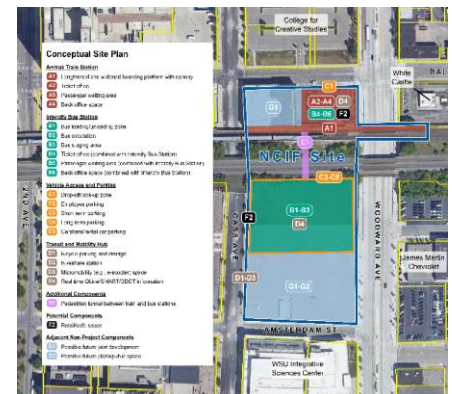 College for
Creative Studies
Conceptual Site Plan
Amtrak Train Station
A1 Lengthened and widened boarding platform with canopy
A2 Ticket office
A3 Passenger waiting area
A4 Back office space
Intercity Bus Station
B1 Bus loading/unloading zone
B2 Bus circulation
B3 Bus staging area
B4 Ticket office (combined with Intercity Bus Station)
B5 Passenger waiting area (combined with Intercity Bus Station)
B6 Back office space (combined with Intercity Bus Station)
Vehicle Access and Parking
C1 Drop-off/pick-up zone
C2 Employee parking
C3 Short term parking
C4 Long term parking
C5 Carshare/rental car parking
Transit and Mobility Hub
D1 Bicycle parking and storage
D2 Bikeshare station
D3 Micromobility (e.g., e-scooter) space
D4 Real time QLine/SMART/DDOT information
Additional Components
E1 Pedestrian tunnel between train and bus stations
Potential Components
F2 Retail/cafe space
Adjacent Non-Project Components
G1 Possible future joint development
G2 Possible future plaza/public space
White
Castle
C1
G1
A2-A4 D4
B4-B6 F2
A1
E1
NCIF Site
C2-C5
2ND AVE
CASS AVE
WOODWARD AVE
F2
B1-B3
D4
D1-D3
G1-G2
James Martin
Chevrolet
AMSTERDAM ST
WSU Integrative
Sciences Center